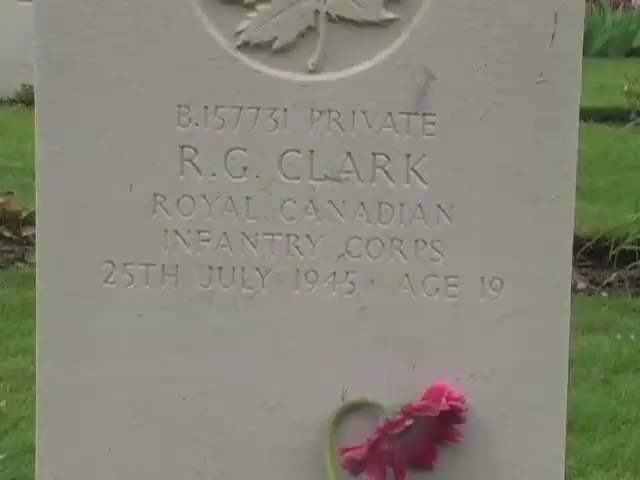 B.157731 PRIVATE
R.G. CLARK
ROYAL CANADIAN
INFANTRY CORPS
25TH JULY 1945 AGE 19